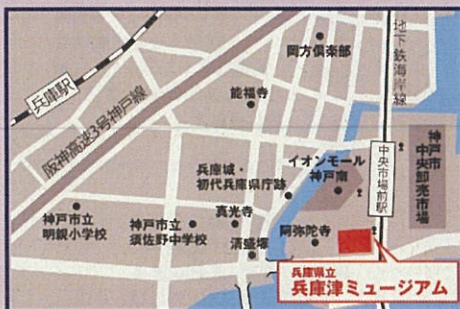 岡方倶楽部
地下鉄海岸線
兵庫駅
能福寺
阪神高速3号神戸線
中央市場前駅
神戸市
中央卸売市場
イオンモール
神戸南
兵庫城・
初代兵庫県庁跡
神戸市立
明親小学校
神戸市立
須佐野中学校
真光寺
清盛塚
阿弥陀寺
兵庫県立
兵庫津ミュージアム